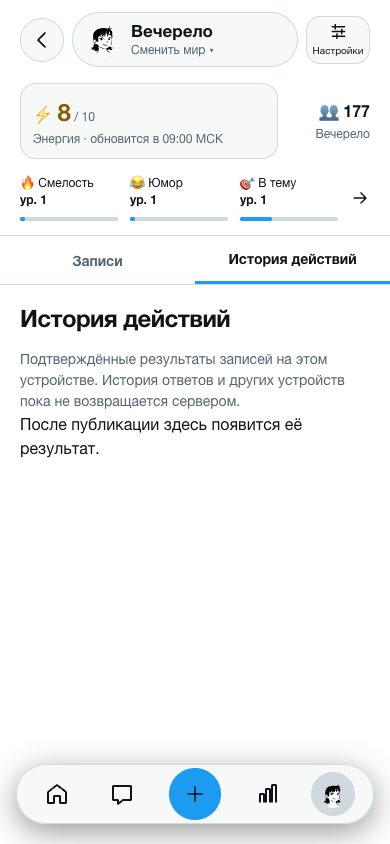 Вечерело
Сменить мир ▾
Настройки
⚡ 8 / 10
Энергия · обновится в 09:00 МСК
👥 177
Вечерело
🔥 Смелость
ур. 1
😂 Юмор
ур. 1
🎯 В тему
ур. 1
→
Записи
История действий
История действий
Подтверждённые результаты записей на этом
устройстве. История ответов и других устройств
пока не возвращается сервером.
После публикации здесь появится её
результат.